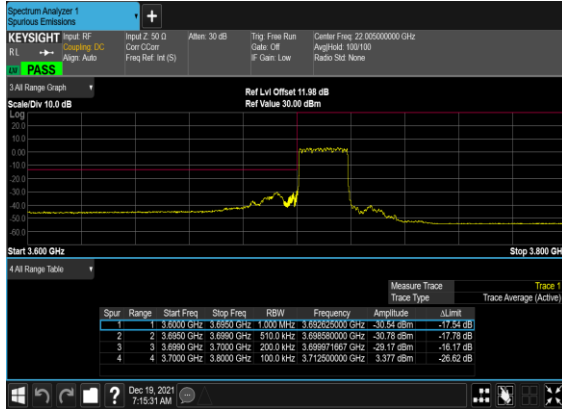 Spectrum Analyzer 1
Spurious Emissions
KEYSIGHT Input: RF Input Z: 50 Ω Atten: 30 dB Trig: Free Run Center Freq: 22.005000000 GHz
RL Coupling: DC Corr CCorr Gate: Off Avg|Hold: 100/100
Align: Auto Freq Ref: Int (S) IF Gain: Low Radio Std: None
PASS
3 All Range Graph Ref Lvl Offset 11.98 dB
Scale/Div 10.0 dB Ref Value 30.00 dBm
Log
20.0
10.0
0.00
-10.0
-20.0
-30.0
-40.0
-50.0
-60.0
Start 3.600 GHz Stop 3.800 GH
4 All Range Table
Measure Trace Trace 1
Trace Type Trace Average (Active)
Spur Range Start Freq Stop Freq RBW Frequency Amplitude ΔLimit
1 1 3.6000 GHz 3.6950 GHz 1.000 MHz 3.692625000 GHz -30.54 dBm -17.54 dB
2 2 3.6950 GHz 3.6990 GHz 510.0 kHz 3.698580000 GHz -30.78 dBm -17.78 dB
3 3 3.6990 GHz 3.7000 GHz 200.0 kHz 3.699971667 GHz -29.17 dBm -16.17 dB
4 4 3.7000 GHz 3.8000 GHz 100.0 kHz 3.712500000 GHz 3.377 dBm -26.62 dB
? Dec 19, 2021
7:15:31 AM